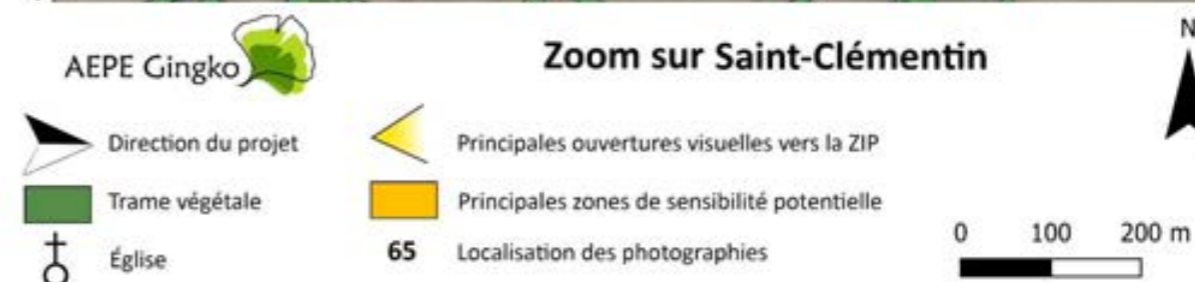 AEPE Gingko
Zoom sur Saint-Clémentin
N
Direction du projet
Principales ouvertures visuelles vers la ZIP
Trame végétale
Principales zones de sensibilité potentielle
Église
65 Localisation des photographies
0 100 200 m